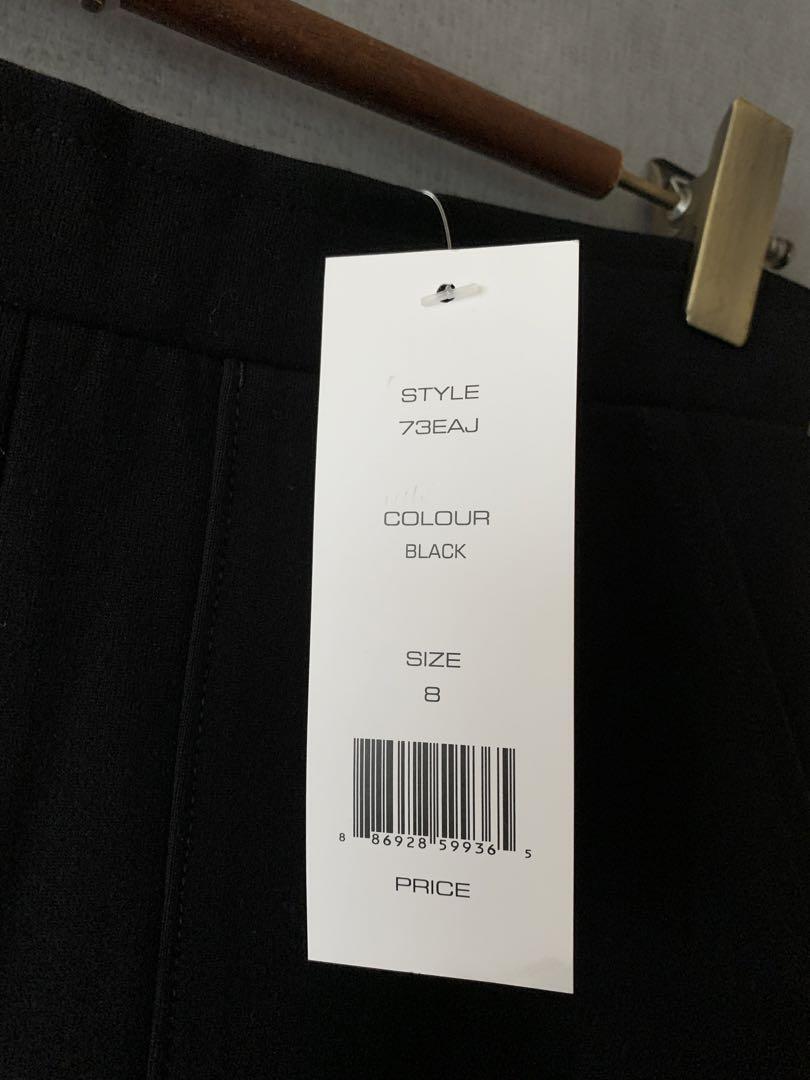 STYLE
73EAJ
COLOUR
BLACK
SIZE
8
8 86928 59936 5
PRICE